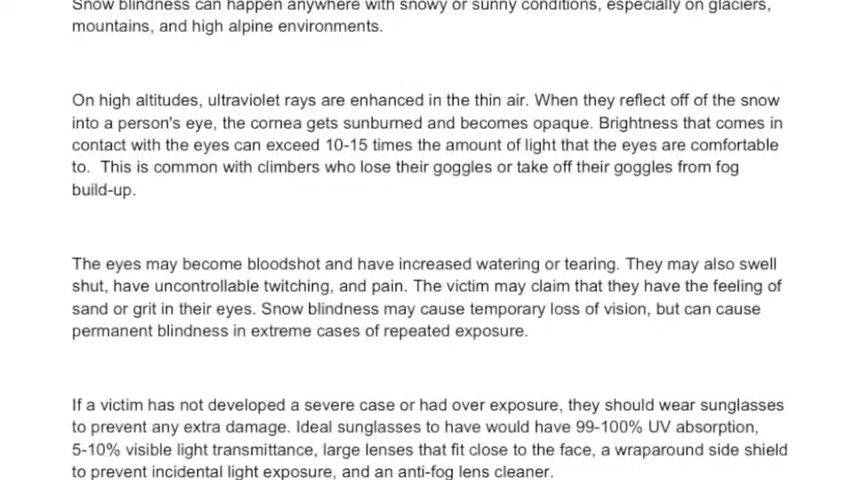 Snow blindness can happen anywhere with snowy or sunny conditions, especially on glaciers,
mountains, and high alpine environments.
On high altitudes, ultraviolet rays are enhanced in the thin air. When they reflect off of the snow
into a person's eye, the cornea gets sunburned and becomes opaque. Brightness that comes in
contact with the eyes can exceed 10-15 times the amount of light that the eyes are comfortable
to.  This is common with climbers who lose their goggles or take off their goggles from fog
build-up.
The eyes may become bloodshot and have increased watering or tearing. They may also swell
shut, have uncontrollable twitching, and pain. The victim may claim that they have the feeling of
sand or grit in their eyes. Snow blindness may cause temporary loss of vision, but can cause
permanent blindness in extreme cases of repeated exposure.
If a victim has not developed a severe case or had over exposure, they should wear sunglasses
to prevent any extra damage. Ideal sunglasses to have would have 99-100% UV absorption,
5-10% visible light transmittance, large lenses that fit close to the face, a wraparound side shield
to prevent incidental light exposure, and an anti-fog lens cleaner.